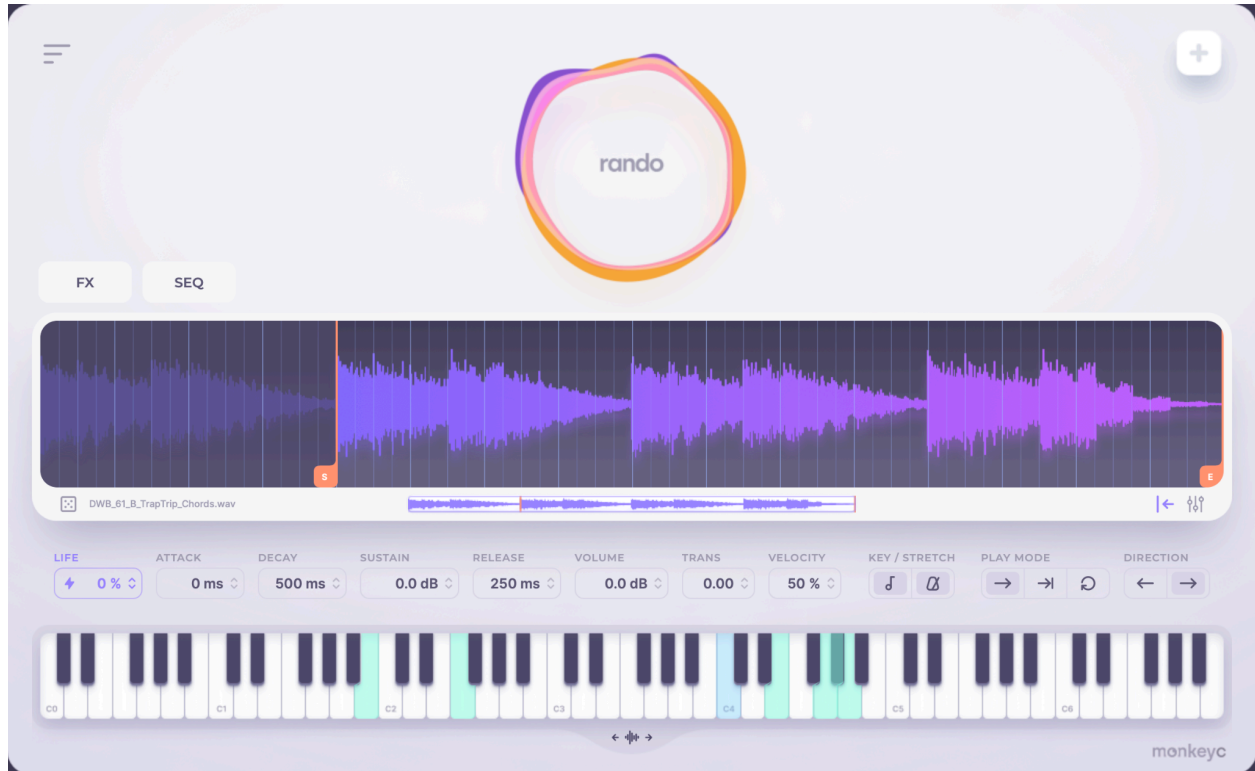 rando
FX SEQ
S E
DWB_61_B_TrapTrip_Chords.wav
LIFE ATTACK DECAY SUSTAIN RELEASE VOLUME TRANS VELOCITY KEY / STRETCH PLAY MODE DIRECTION
0 % 0 ms 500 ms 0.0 dB 250 ms 0.0 dB 0.00 50 %
C0 C1 C2 C3 C4 C5 C6
monkeyc